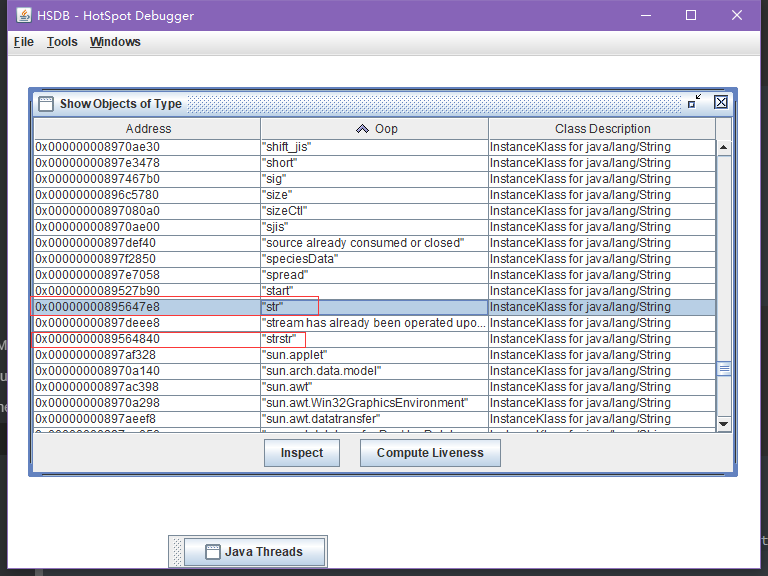 HSDB - HotSpot Debugger
File Tools Windows
Show Objects of Type
Address Oop Class Description
0x000000008970ae30 "shift_jis" InstanceKlass for java/lang/String
0x00000000897e3478 "short" InstanceKlass for java/lang/String
0x00000000897467b0 "sig" InstanceKlass for java/lang/String
0x00000000896c5780 "size" InstanceKlass for java/lang/String
0x00000000897080a0 "sizeCtl" InstanceKlass for java/lang/String
0x000000008970ae00 "sjis" InstanceKlass for java/lang/String
0x00000000897def40 "source already consumed or closed" InstanceKlass for java/lang/String
0x00000000897f2850 "speciesData" InstanceKlass for java/lang/String
0x00000000897e7058 "spread" InstanceKlass for java/lang/String
0x0000000089527b90 "start" InstanceKlass for java/lang/String
0x00000000895647e8 "str" InstanceKlass for java/lang/String
0x00000000897deee8 "stream has already been operated upo... InstanceKlass for java/lang/String
0x0000000089564840 "strstr" InstanceKlass for java/lang/String
0x00000000897af328 "sun.applet" InstanceKlass for java/lang/String
0x000000008970a140 "sun.arch.data.model" InstanceKlass for java/lang/String
0x00000000897ac398 "sun.awt" InstanceKlass for java/lang/String
0x000000008970a298 "sun.awt.Win32GraphicsEnvironment" InstanceKlass for java/lang/String
0x00000000897aeef8 "sun.awt.datatransfer" InstanceKlass for java/lang/String
Inspect Compute Liveness
Java Threads